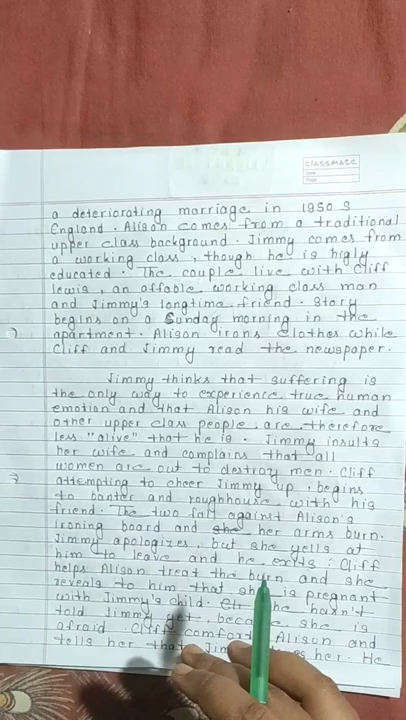 CLASSMATE
Date
Page
a deteriorating marriage in 1950 S
England. Alison comes from a traditional
upper class background. Jimmy comes from
a working class, though he is higly
educated. The couple live with Cliff
lewis, an affable working class man
and Jimmy's longtime friend. Story
begins on a Sunday morning in the
apartment. Alison irons clothes while
Cliff and Jimmy read the newspaper.
Jimmy thinks that suffering is
the only way to experience true human
emotion and that Alison his wife and
other upper class people are therefore
less "alive" that he is. Jimmy insults
her wife and complains that all
women are out to destroy men. Cliff
attempting to cheer Jimmy up, begins
to banter and roughhouse with his
friend. The two fall against Alison's
ironing board and she her arms burn.
Jimmy apologizes, but she yells at
him to leave and he exits. Cliff
helps Alison treat the burn and she
reveals to him that she is pregnant
with Jimmy's child. she hasn't
told Jimmy yet, because she is
afraid. Cliff comforts Alison and
tells her that Jimmy her. He